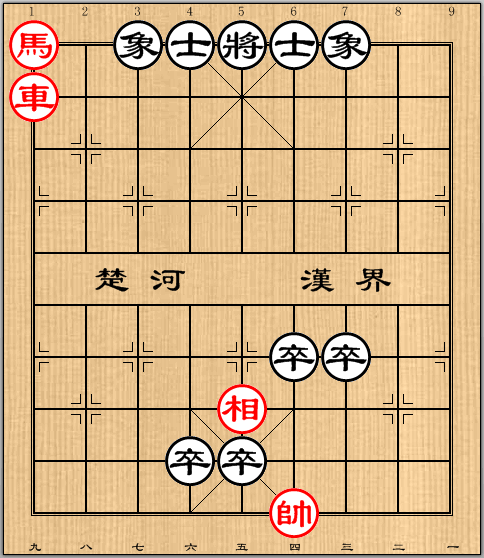 1 2 3 4 5 6 7 8 9
馬 象 士 將 士 象
車
楚河 漢界
卒 卒
相
卒 卒
帥
九 八 七 六 五 四 三 二 一